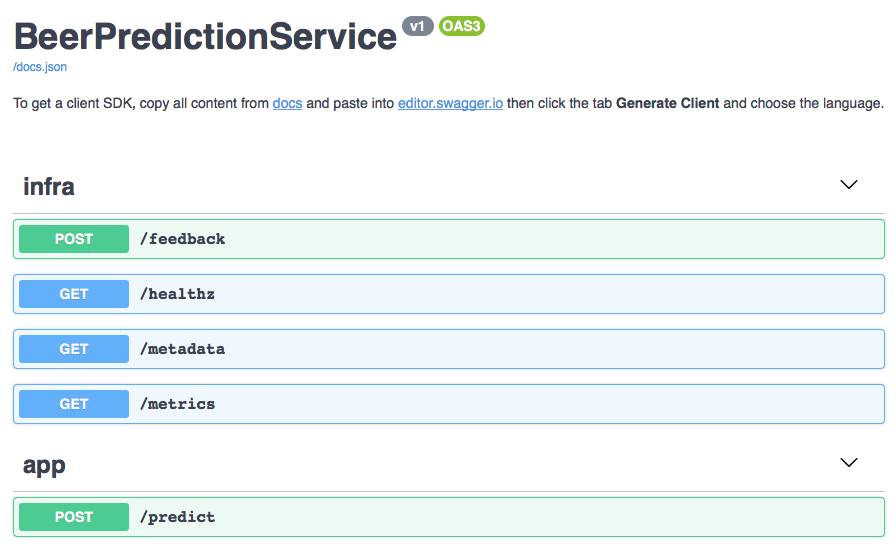 BeerPredictionService v1 OAS3
/docs.json
To get a client SDK, copy all content from docs and paste into editor.swagger.io then click the tab Generate Client and choose the language.
infra
POST /feedback
GET /healthz
GET /metadata
GET /metrics
app
POST /predict